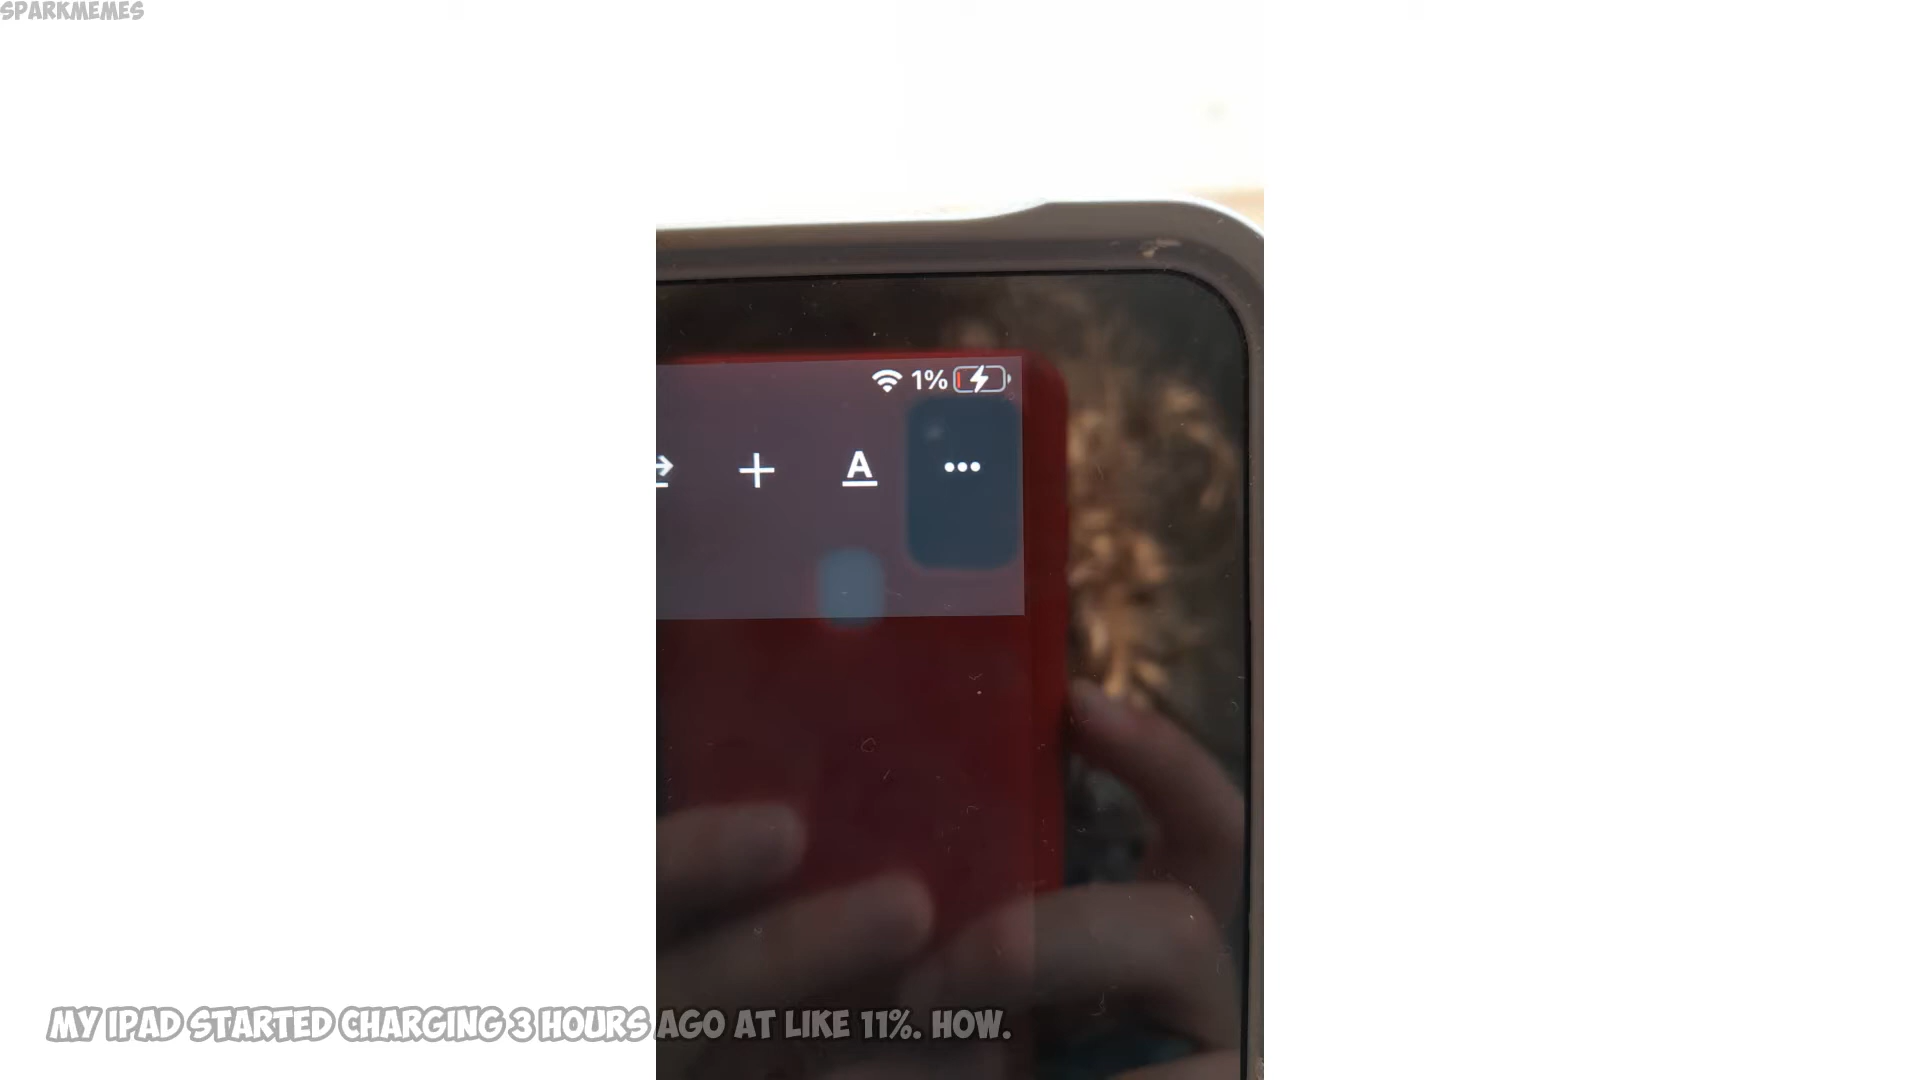 SPARKMEMES
1%
A
MY IPAD STARTED CHARGING 3 HOURS AGO AT LIKE 11%. HOW.